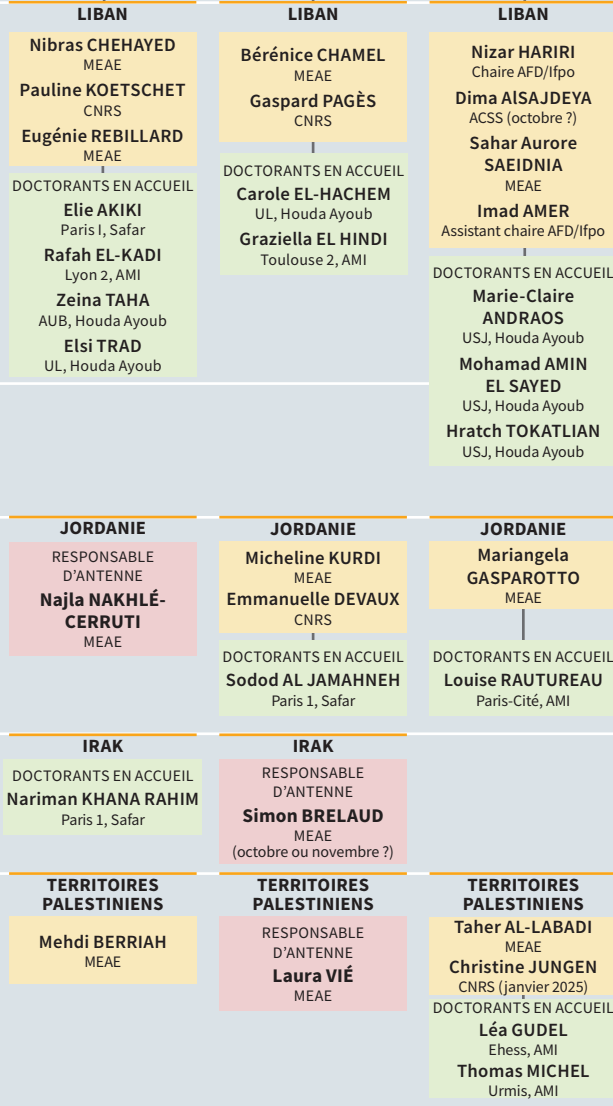 LIBAN
Nibras CHEHAYED
MEAE
Pauline KOETSCHET
CNRS
Eugénie REBILLARD
MEAE
DOCTORANTS EN ACCUEIL
Elie AKIKI
Paris I, Safar
Rafah EL-KADI
Lyon 2, AMI
Zeina TAHA
AUB, Houda Ayoub
Elsi TRAD
UL, Houda Ayoub
LIBAN
Bérénice CHAMEL
MEAE
Gaspard PAGÈS
CNRS
DOCTORANTS EN ACCUEIL
Carole EL-HACHEM
UL, Houda Ayoub
Graziella EL HINDI
Toulouse 2, AMI
LIBAN
Nizar HARIRI
Chaire AFD/Ifpo
Dima AlSAJDEYA
ACSS (octobre ?)
Sahar Aurore
SAEIDNIA
MEAE
Imad AMER
Assistant chaire AFD/Ifpo
DOCTORANTS EN ACCUEIL
Marie-Claire
ANDRAOS
USJ, Houda Ayoub
Mohamad AMIN
EL SAYED
USJ, Houda Ayoub
Hratch TOKATLIAN
USJ, Houda Ayoub
JORDANIE
RESPONSABLE
D’ANTENNE
Najla NAKHLÉ-
CERRUTI
MEAE
JORDANIE
Micheline KURDI
MEAE
Emmanuelle DEVAUX
CNRS
DOCTORANTS EN ACCUEIL
Sodod AL JAMAHNEH
Paris 1, Safar
JORDANIE
Mariangela
GASPAROTTO
MEAE
DOCTORANTS EN ACCUEIL
Louise RAUTUREAU
Paris-Cité, AMI
IRAK
DOCTORANTS EN ACCUEIL
Nariman KHANA RAHIM
Paris 1, Safar
IRAK
RESPONSABLE
D’ANTENNE
Simon BRELAUD
MEAE
(octobre ou novembre ?)
TERRITOIRES
PALESTINIENS
Mehdi BERRIAH
MEAE
TERRITOIRES
PALESTINIENS
RESPONSABLE
D’ANTENNE
Laura VIÉ
MEAE
TERRITOIRES
PALESTINIENS
Taher AL-LABADI
MEAE
Christine JUNGEN
CNRS (janvier 2025)
DOCTORANTS EN ACCUEIL
Léa GUDEL
Ehess, AMI
Thomas MICHEL
Urmis, AMI